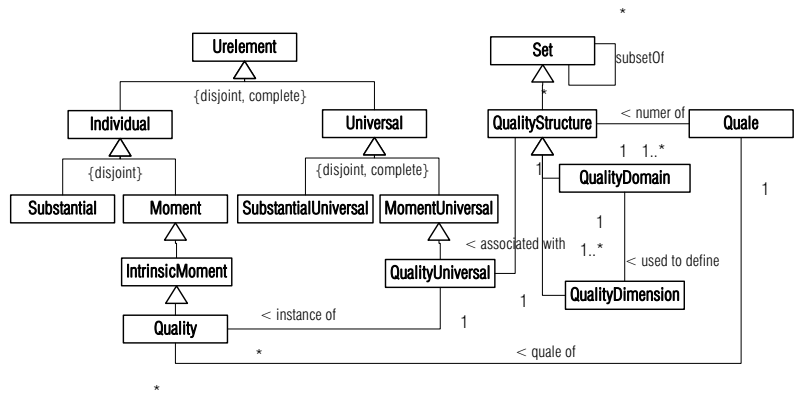 *
Urelement
Set
subsetOf
{disjoint, complete}
*
Individual
Universal
QualityStructure
< numer of
Quale
{disjoint}
{disjoint, complete}
1
1..*
1
QualityDomain
1
Substantial
Moment
SubstantialUniversal
MomentUniversal
1
< associated with
1..*
IntrinsicMoment
QualityUniversal
< used to define
QualityDimension
1
Quality
< instance of
1
*
< quale of
*